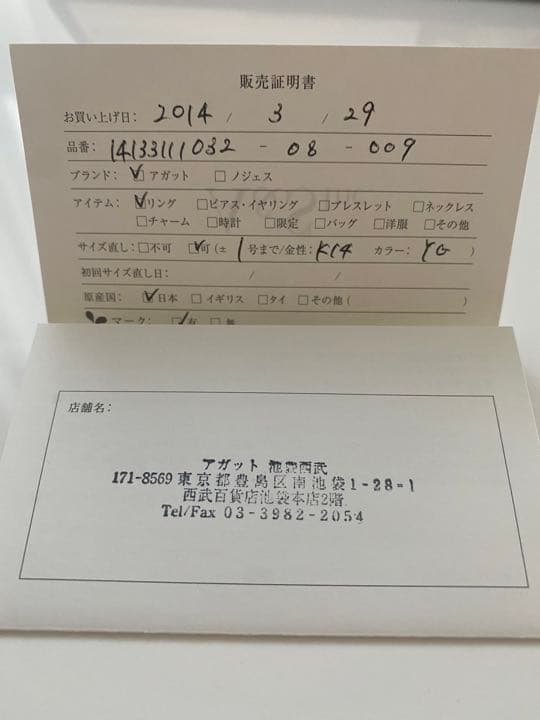 販売証明書
お買い上げ日: 2014 / 3 / 29
品番: 14133111032 - 08 - 009
ブランド: ☑アガット □ノジェス
アイテム: ☑リング □ピアス・イヤリング □ブレスレット □ネックレス
□チャーム □時計 □限定 □バッグ □洋服 □その他
サイズ直し: □不可 ☑可(± 1号まで/金性: K14 カラー: YG )
初回サイズ直し日: / /
原産国: ☑日本 □イギリス □タイ □その他( )
マーク: ☑有 □無
店舗名:
アガット 池袋西武
171-8569東京都豊島区南池袋1-28-1
西武百貨店池袋本店2階
Tel/Fax 03-3982-2054